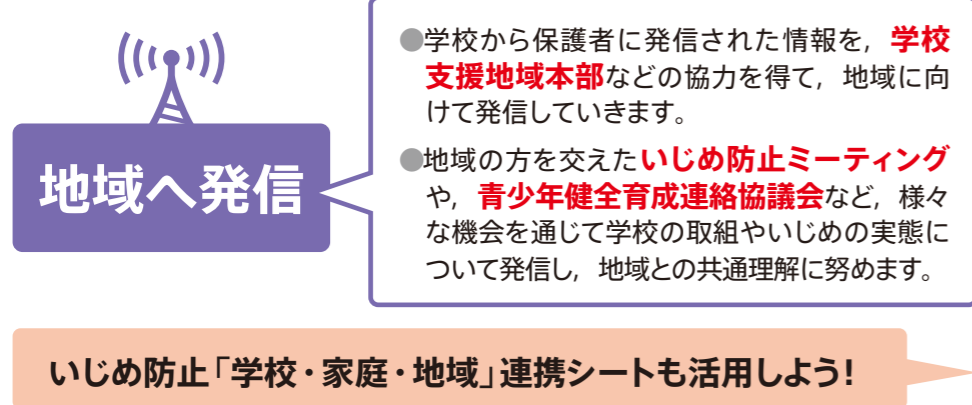 地域へ発信
●学校から保護者に発信された情報を，学校
支援地域本部などの協力を得て，地域に向
けて発信していきます。
●地域の方を交えたいじめ防止ミーティング
や，青少年健全育成連絡協議会など，様々
な機会を通じて学校の取組やいじめの実態に
ついて発信し，地域との共通理解に努めます。
いじめ防止「学校・家庭・地域」連携シートも活用しよう！